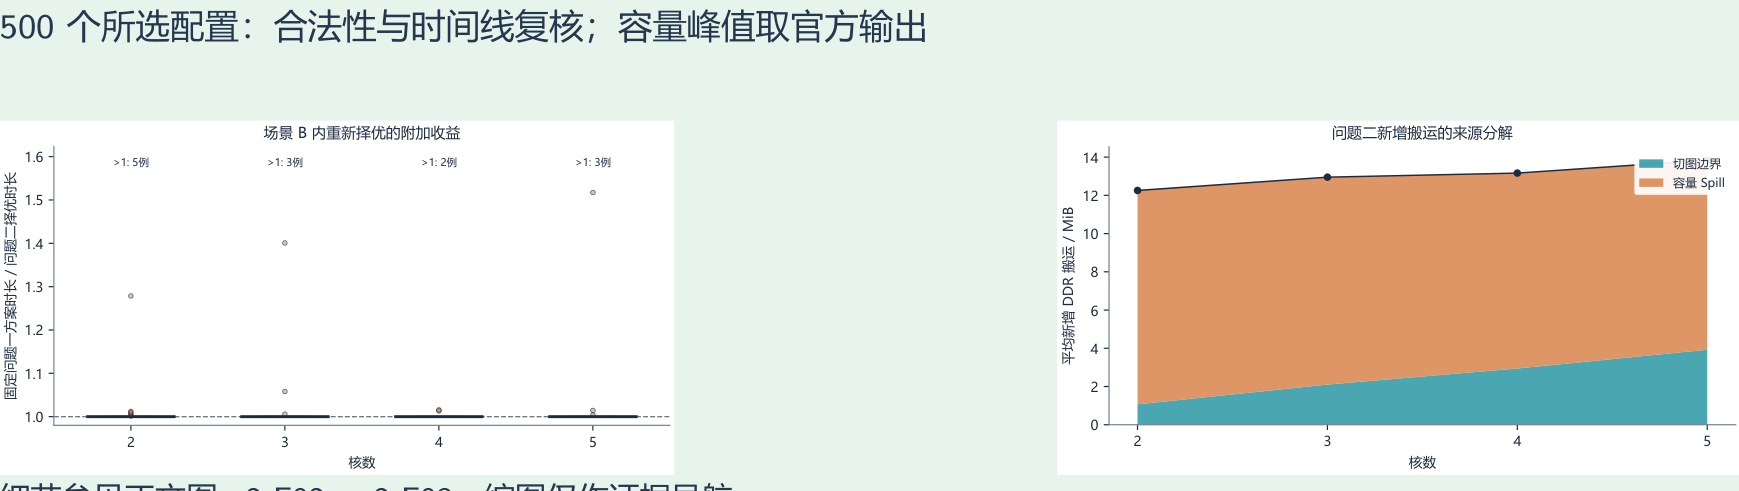 500 个所选配置：合法性与时间线复核；容量峰值取官方输出
场景 B 内重新择优的附加收益
>1: 5例
>1: 3例
>1: 2例
>1: 3例
固定问题一方案时长 / 问题二择优时长
1.6
1.5
1.4
1.3
1.2
1.1
1.0
2
3
4
5
核数
问题二新增搬运的来源分解
切图边界
容量 Spill
平均新增 DDR 搬运 / MiB
14
12
10
8
6
4
2
0
2
3
4
5
核数